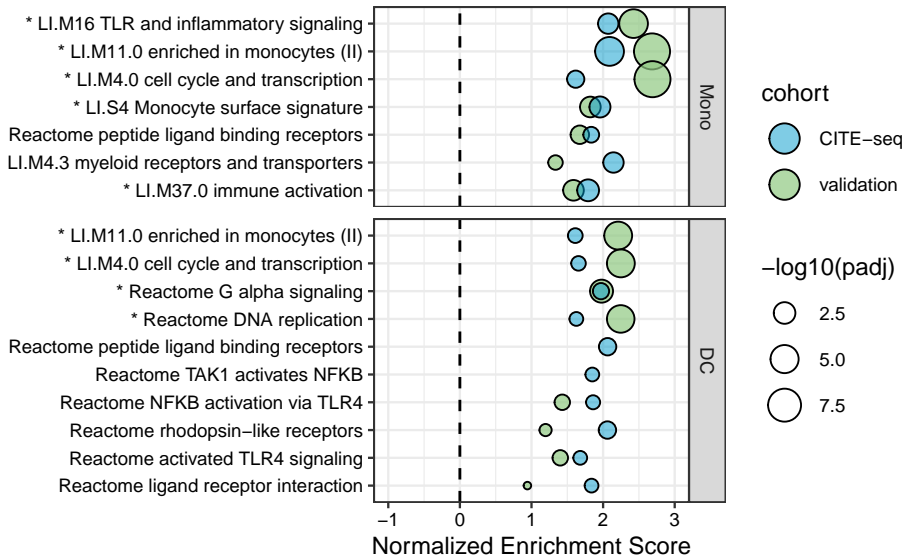 * LI.M16 TLR and inflammatory signaling
* LI.M11.0 enriched in monocytes (II)
* LI.M4.0 cell cycle and transcription
* LI.S4 Monocyte surface signature
Reactome peptide ligand binding receptors
LI.M4.3 myeloid receptors and transporters
* LI.M37.0 immune activation
Mono
* LI.M11.0 enriched in monocytes (II)
* LI.M4.0 cell cycle and transcription
* Reactome G alpha signaling
* Reactome DNA replication
Reactome peptide ligand binding receptors
Reactome TAK1 activates NFKB
Reactome NFKB activation via TLR4
Reactome rhodopsin−like receptors
Reactome activated TLR4 signaling
Reactome ligand receptor interaction
DC
−1 0 1 2 3
Normalized Enrichment Score
cohort
CITE−seq
validation
−log10(padj)
2.5
5.0
7.5